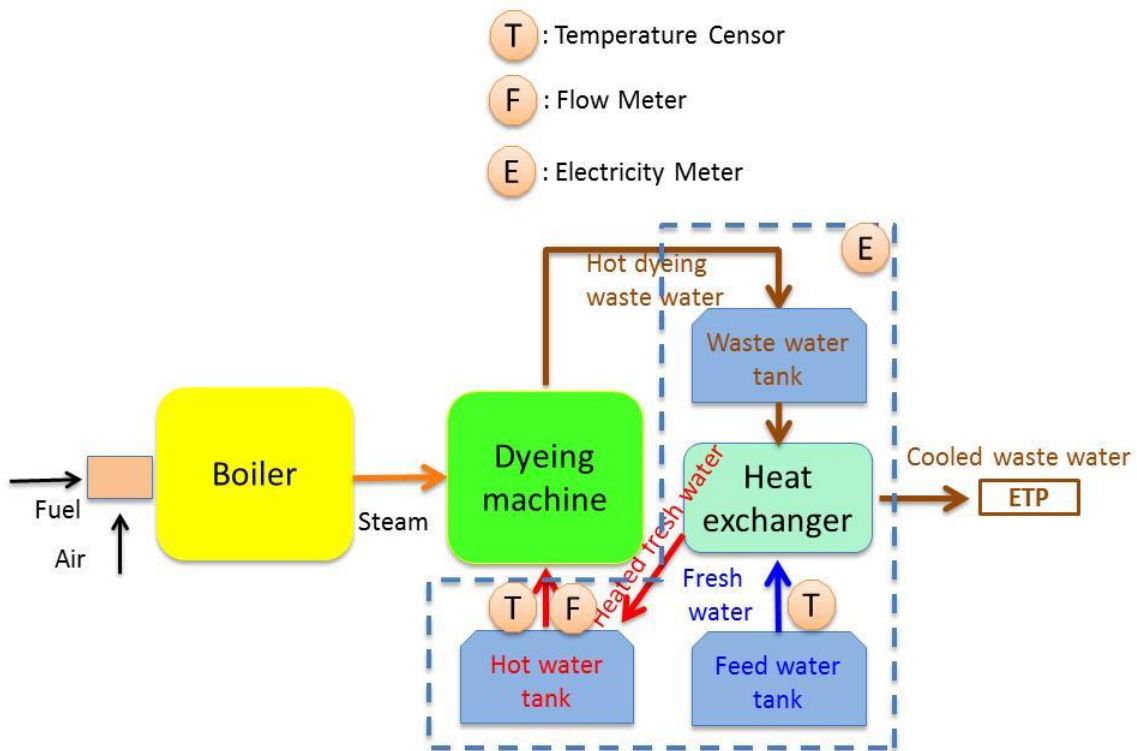 T : Temperature Censor
F : Flow Meter
E : Electricity Meter
E
Hot dyeing
waste water
Waste water
tank
Boiler
Dyeing
machine
Heat
exchanger
Cooled waste water
ETP
Fuel
Air
Steam
Heated fresh water
Fresh
water
T
F
T
Hot water
tank
Feed water
tank